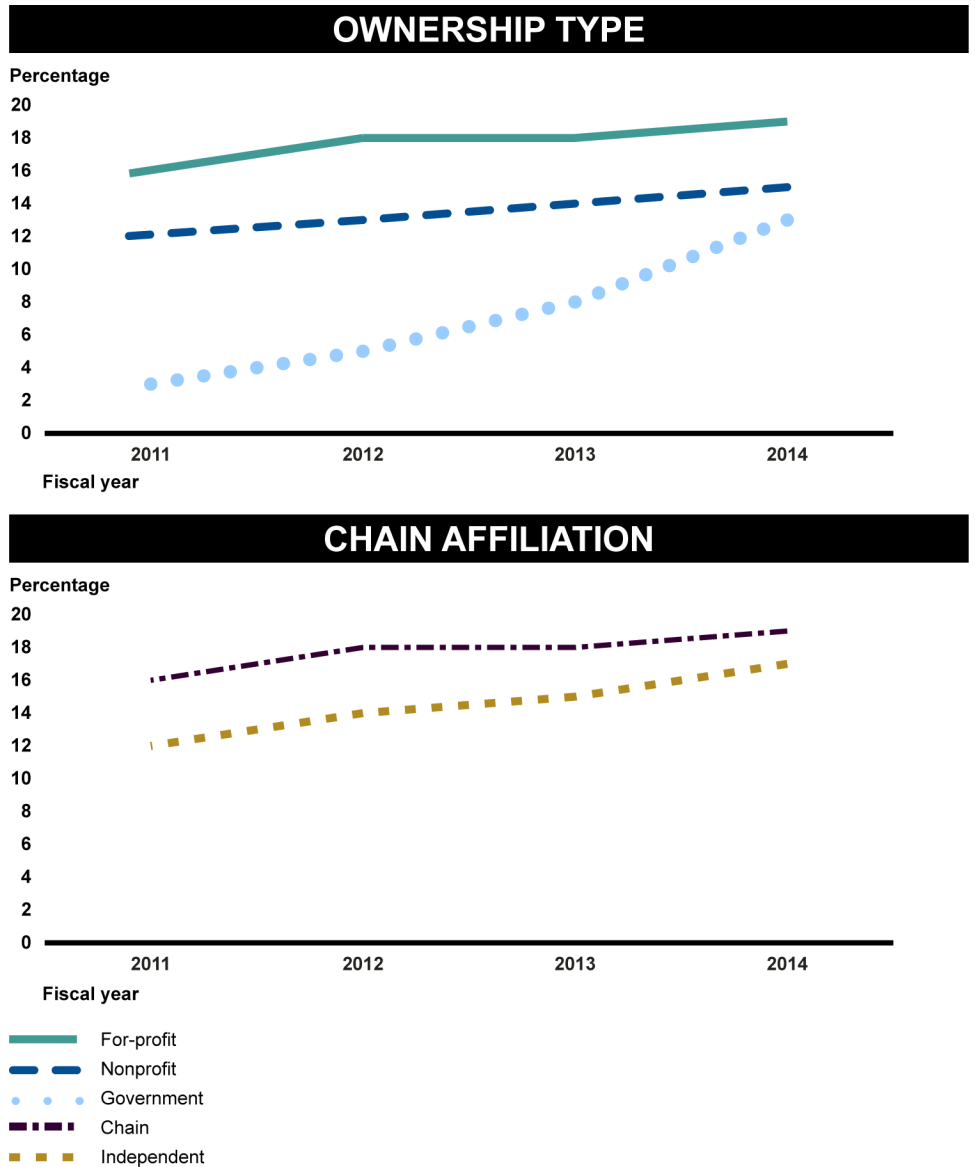 OWNERSHIP TYPE
Percentage
20
18
16
14
12
10
8
6
4
2
0
2011 2012 2013 2014
Fiscal year
CHAIN AFFILIATION
Percentage
20
18
16
14
12
10
8
6
4
2
0
2011 2012 2013 2014
Fiscal year
For-profit
Nonprofit
Government
Chain
Independent